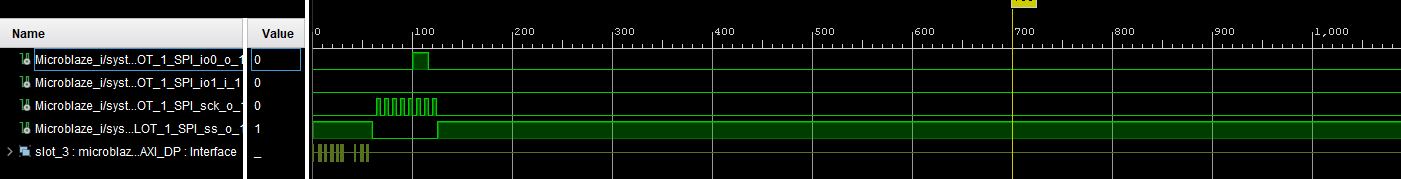 Name Value
0 100 200 300 400 500 600 700 800 900 1,000
Microblaze_i/syst...OT_1_SPI_io0_o_1 0
Microblaze_i/syst...OT_1_SPI_io1_i_1 0
Microblaze_i/syst...OT_1_SPI_sck_o_1 0
Microblaze_i/sys...LOT_1_SPI_ss_o_1 1
slot_3 : microblaz...AXI_DP : Interface _